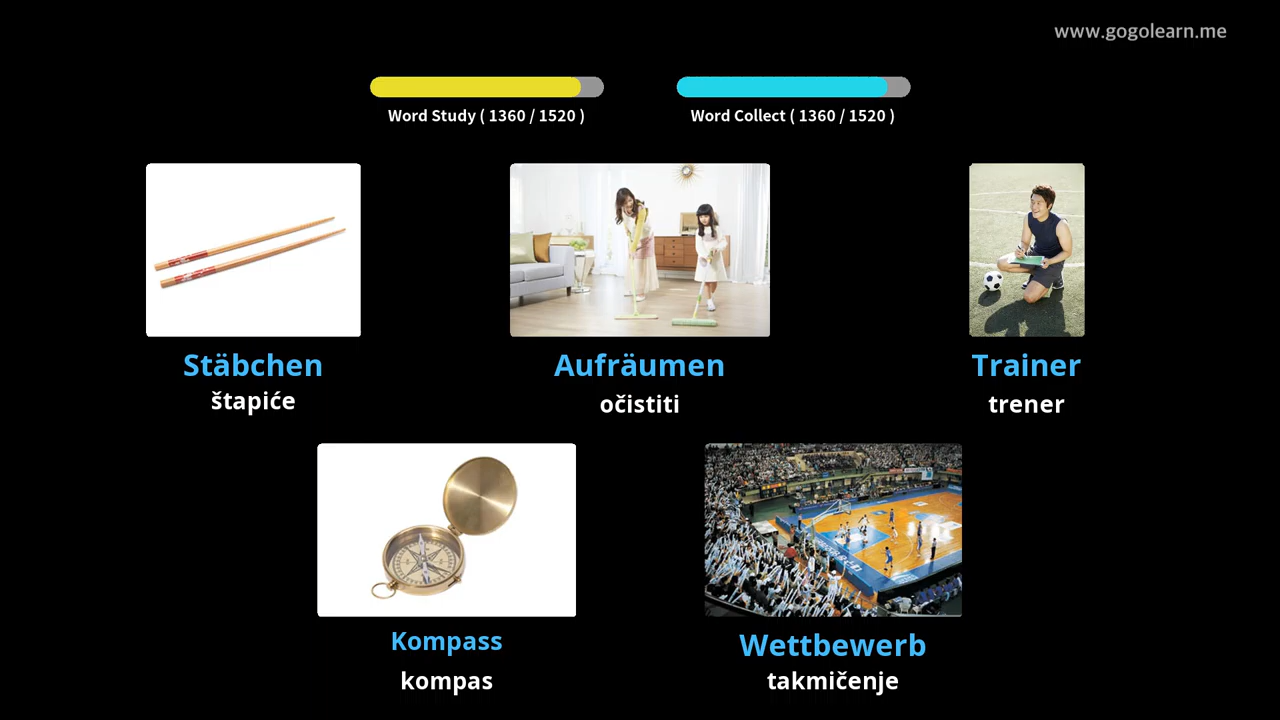 www.gogolearn.me
Word Study ( 1360 / 1520 )
Word Collect ( 1360 / 1520 )
Stäbchen
štapiće
Aufräumen
očistiti
Trainer
trener
Kompass
kompas
Wettbewerb
takmičenje